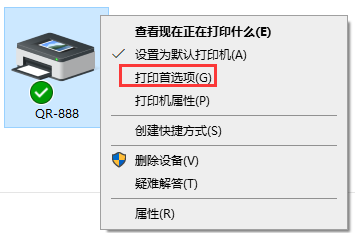 查看现在正在打印什么(E)
设置为默认打印机(A)
打印首选项(G)
打印机属性(P)
创建快捷方式(S)
删除设备(V)
疑难解答(T)
属性(R)
QR-888